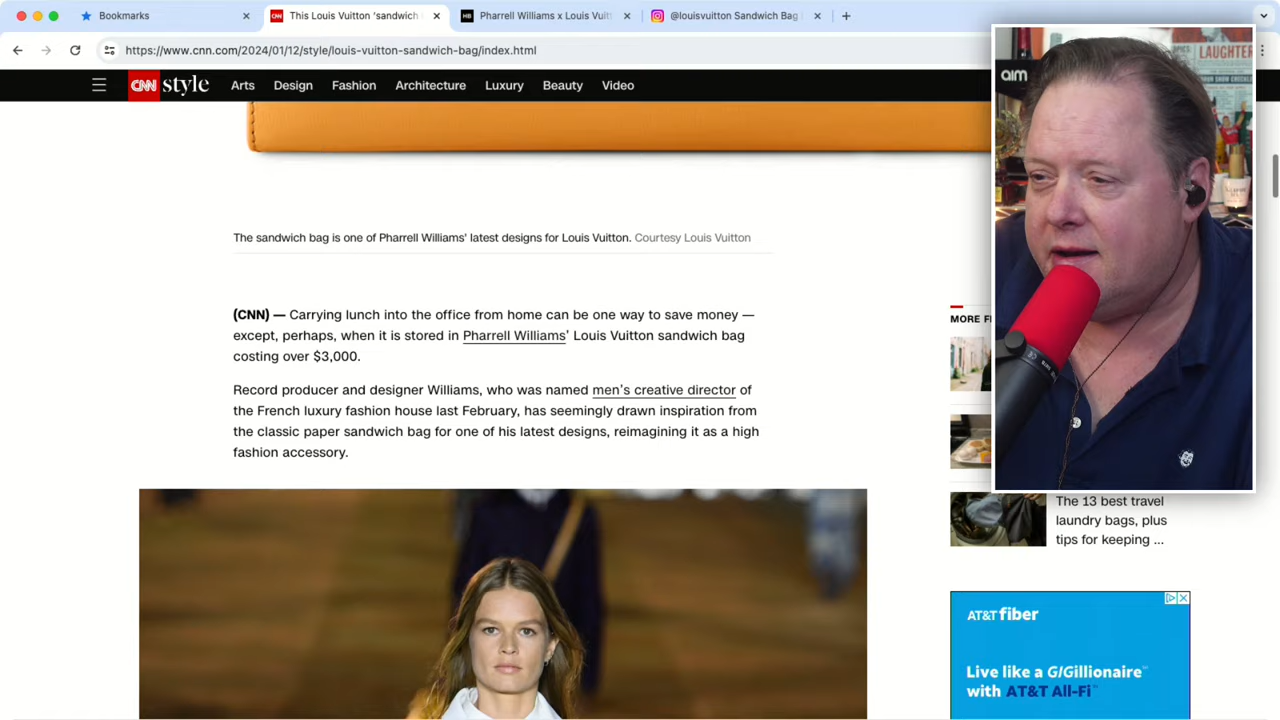 Bookmarks
This Louis Vuitton ‘sandwich
Pharrell Williams x Louis Vuit
@louisvuitton Sandwich Bag
https://www.cnn.com/2024/01/12/style/louis-vuitton-sandwich-bag/index.html
CNN style
Arts
Design
Fashion
Architecture
Luxury
Beauty
Video
LAUGHTER
aim
The sandwich bag is one of Pharrell Williams' latest designs for Louis Vuitton. Courtesy Louis Vuitton
(CNN) — Carrying lunch into the office from home can be one way to save money —
except, perhaps, when it is stored in Pharrell Williams’ Louis Vuitton sandwich bag
costing over $3,000.
Record producer and designer Williams, who was named men’s creative director of
the French luxury fashion house last February, has seemingly drawn inspiration from
the classic paper sandwich bag for one of his latest designs, reimagining it as a high
fashion accessory.
MORE F
The 13 best travel
laundry bags, plus
tips for keeping ...
AT&T fiber
Live like a GIGillionaire℠
with AT&T All-Fi℠